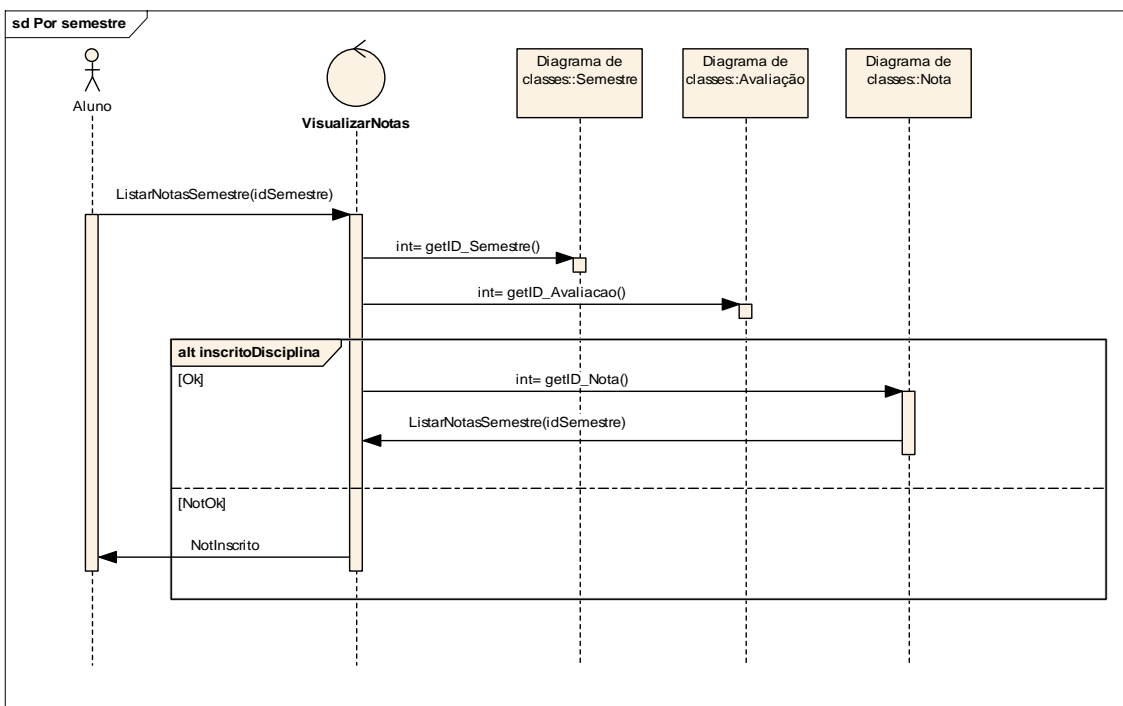 sd Por semestre
Aluno
VisualizarNotas
Diagrama de
classes::Semestre
Diagrama de
classes::Avaliação
Diagrama de
classes::Nota
ListarNotasSemestre(idSemestre)
int= getID_Semestre()
int= getID_Avaliacao()
alt inscritoDisciplina
[Ok]
int= getID_Nota()
ListarNotasSemestre(idSemestre)
[NotOk]
NotInscrito